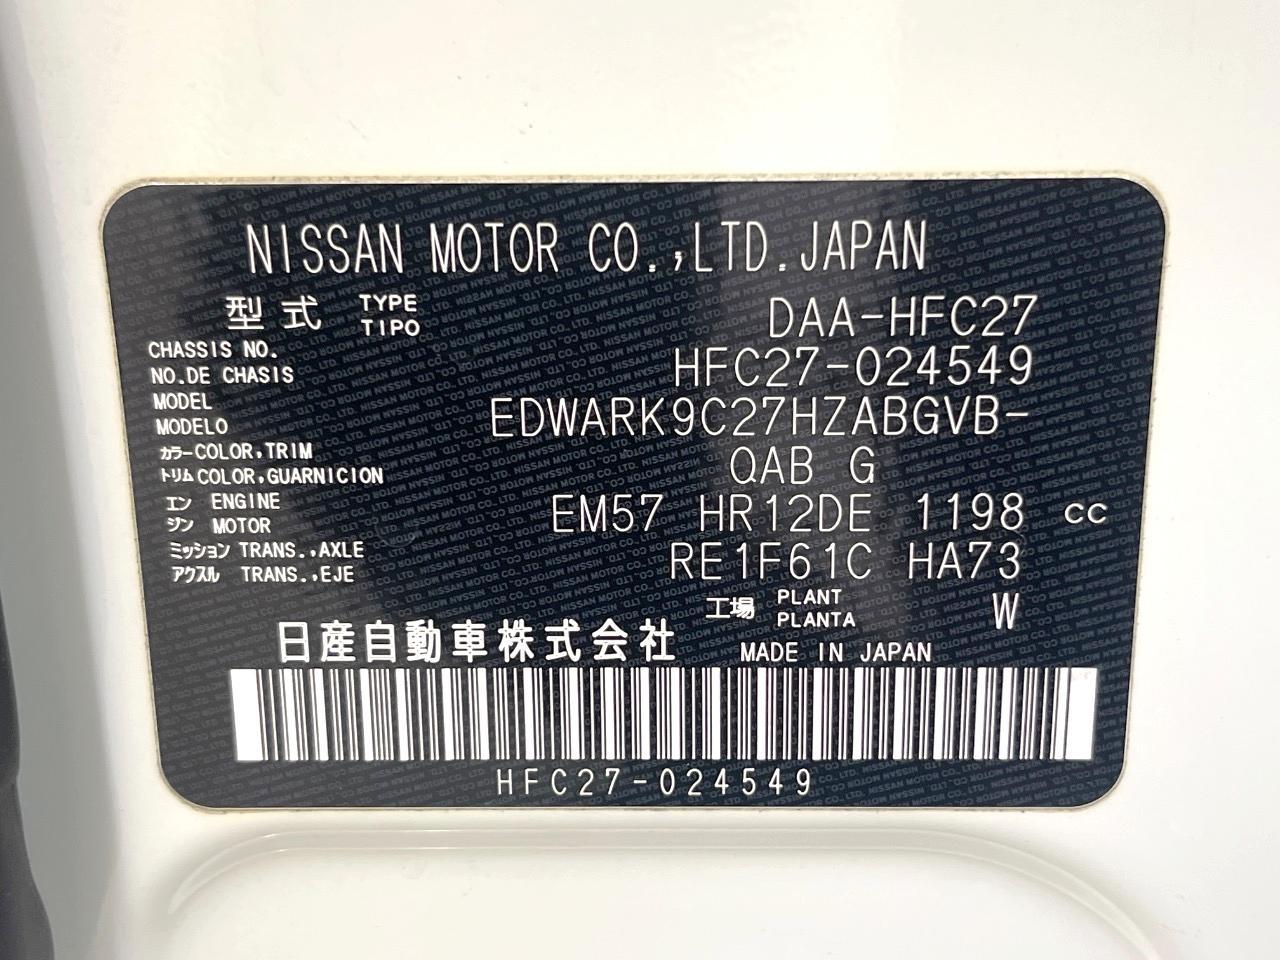 NISSAN MOTOR CO.,LTD.JAPAN
型式 TYPE TIPO DAA-HFC27
CHASSIS NO.
NO.DE CHASIS HFC27-024549
MODEL
MODELO EDWARK9C27HZABGVB-
カラー COLOR,TRIM
トリム COLOR,GUARNICION QAB G
エン ENGINE
ジン MOTOR EM57 HR12DE 1198 cc
ミッション TRANS.,AXLE
アクスル TRANS.,EJE RE1F61C HA73
工場 PLANT PLANTA W
日産自動車株式会社 MADE IN JAPAN
HFC27-024549